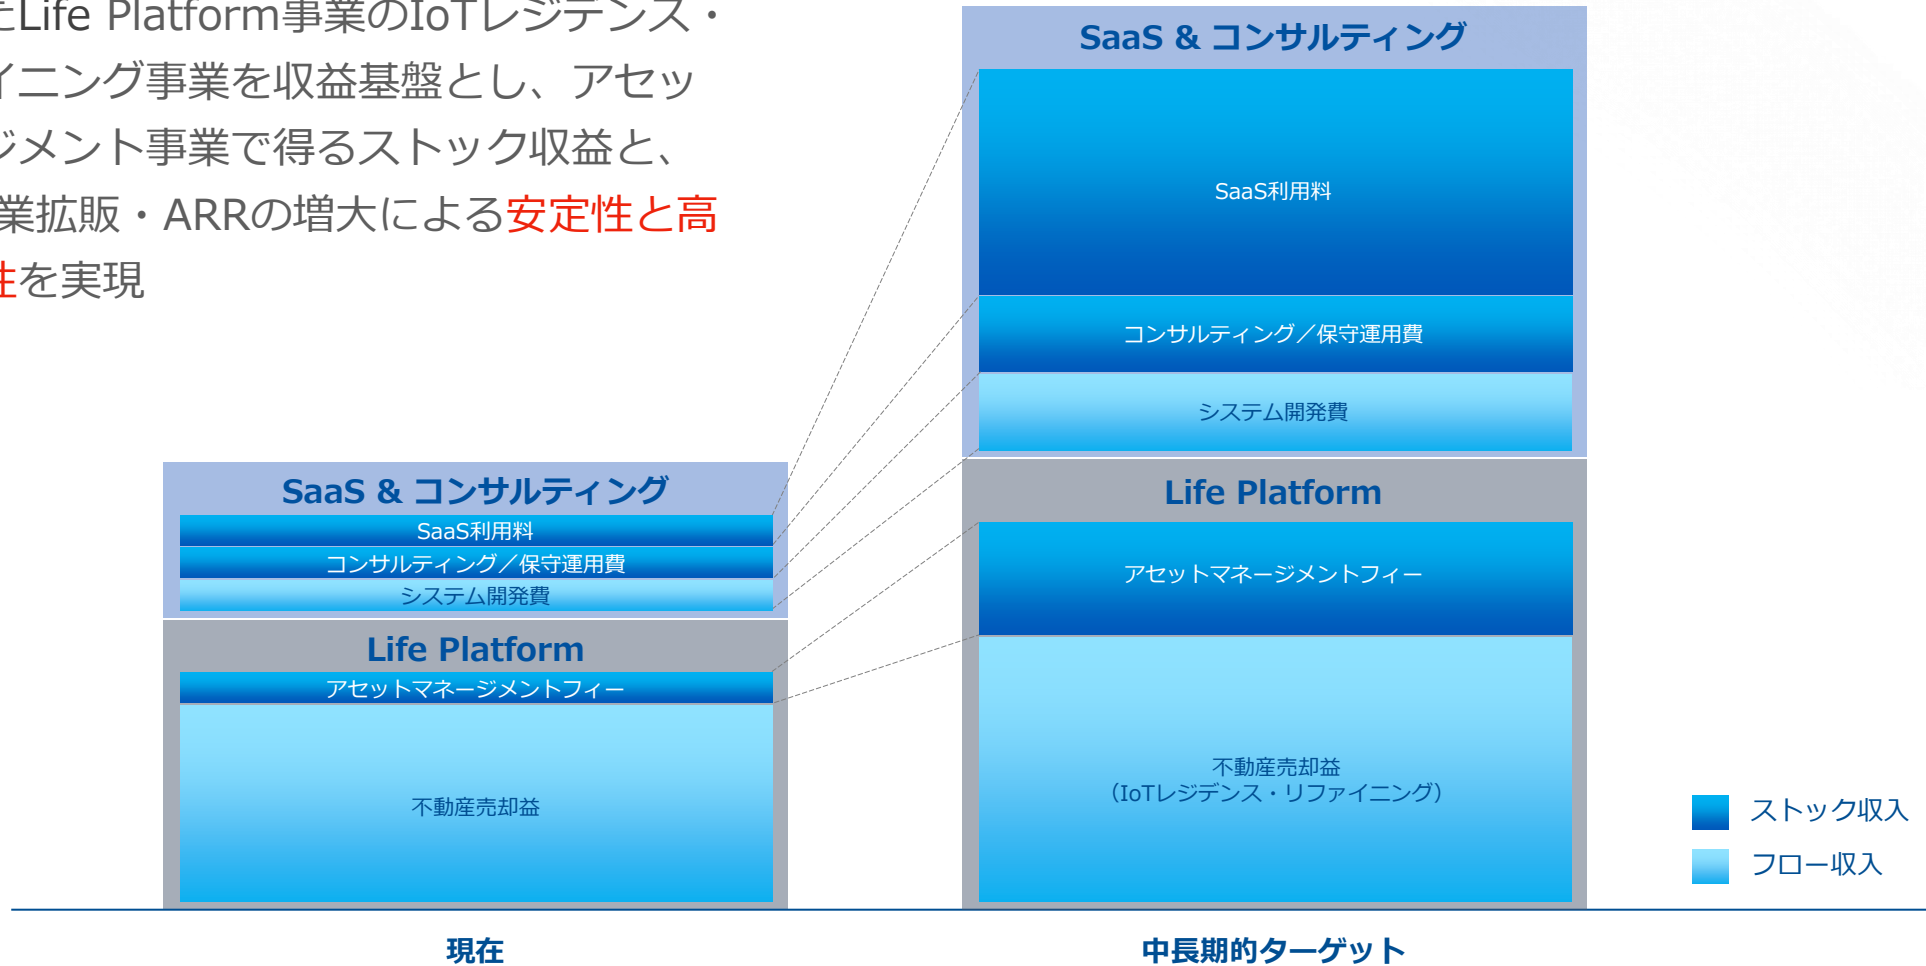 Life Platform事業のIoTレジデンス・
イニング事業を収益基盤とし、アセッ
ジメント事業で得るストック収益と、
業拡販・ARRの増大による安定性と高
性を実現
SaaS & コンサルティング
SaaS利用料
コンサルティング／保守運用費
システム開発費
Life Platform
アセットマネージメントフィー
不動産売却益
（IoTレジデンス・リファイニング）
SaaS & コンサルティング
SaaS利用料
コンサルティング／保守運用費
システム開発費
Life Platform
アセットマネージメントフィー
不動産売却益
ストック収入
フロー収入
現在
中長期的ターゲット